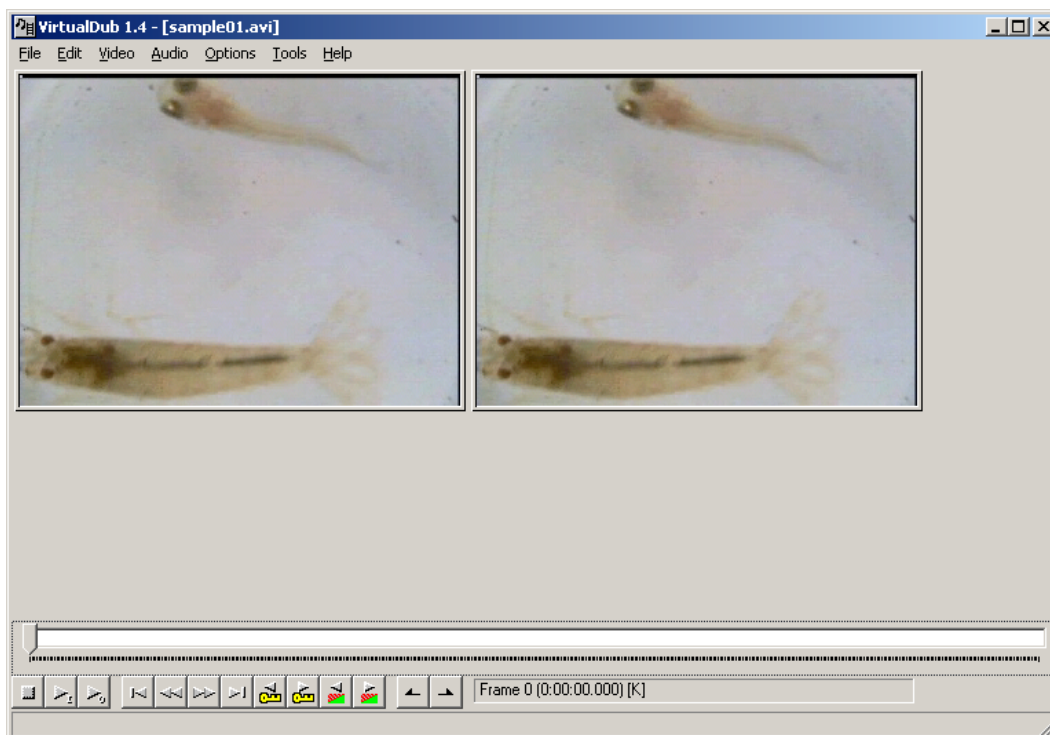 VirtualDub 1.4 - [sample01.avi]
File Edit Video Audio Options Tools Help
Frame 0 (0:00:00.000) [K]